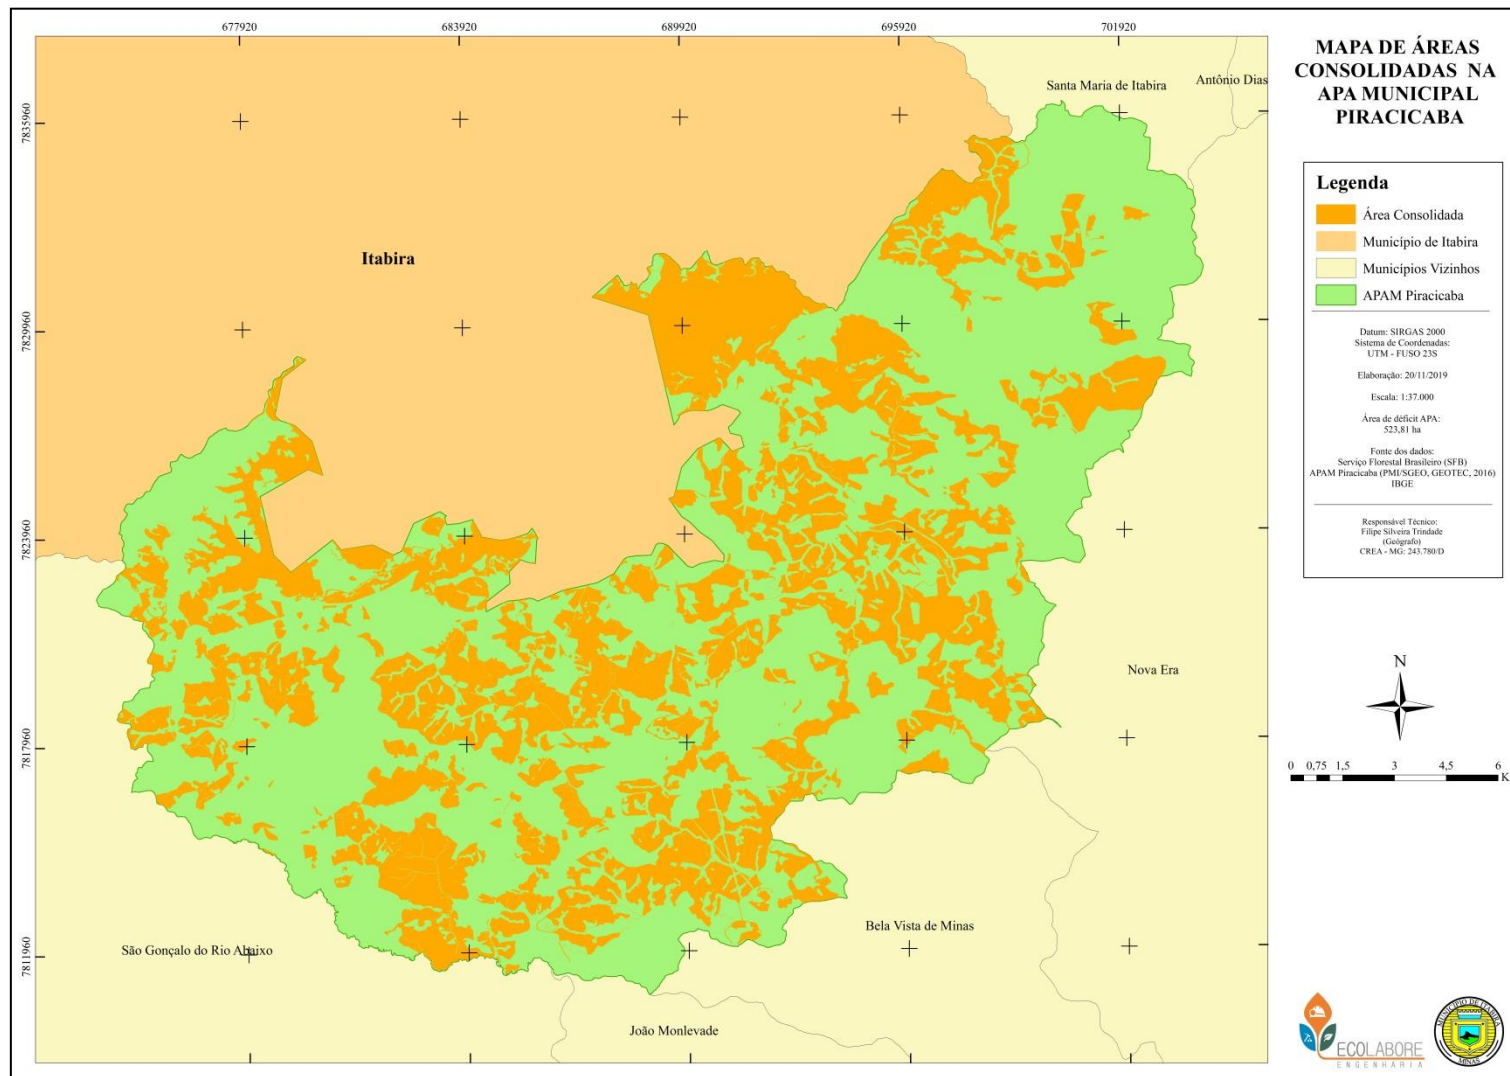 677920
683920
689920
695920
701920
MAPA DE ÁREAS
CONSOLIDADAS NA
APA MUNICIPAL
PIRACICABA
Santa Maria de Itabira
Antônio Dias
7835960
7829960
7823960
7817960
7811960
Itabira
Nova Era
Bela Vista de Minas
São Gonçalo do Rio Abaixo
João Monlevade
Legenda
Área Consolidada
Município de Itabira
Municípios Vizinhos
APAM Piracicaba
Datum: SIRGAS 2000
Sistema de Coordenadas:
UTM - FUSO 23S
Elaboração: 20/11/2019
Escala: 1:37.000
Área de déficit APA:
523,81 ha
Fonte dos dados:
Serviço Florestal Brasileiro (SFB)
APAM Piracicaba (PMI/SGEO, GEOTEC, 2016)
IBGE
Responsável Técnico:
Filipe Silveira Trindade
(Geógrafo)
CREA - MG: 243.780/D
N
0 0,75 1,5 3 4,5 6
K
ECOLABORE
ENGENHARIA
MUNICÍPIO DE ITABIRA
MINAS